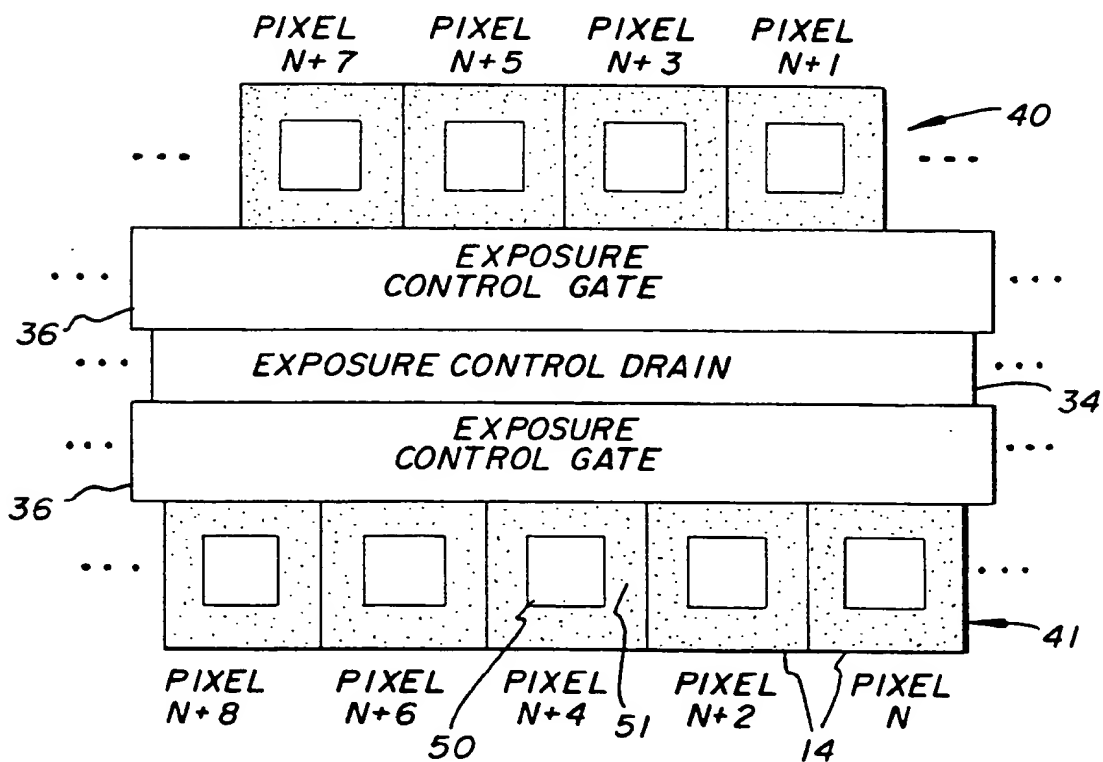 PIXEL N+7 PIXEL N+5 PIXEL N+3 PIXEL N+1
40
EXPOSURE
CONTROL GATE
36
EXPOSURE CONTROL DRAIN
34
EXPOSURE
CONTROL GATE
36
41
PIXEL N+8 PIXEL N+6 PIXEL N+4 PIXEL N+2 PIXEL N
50 51 14